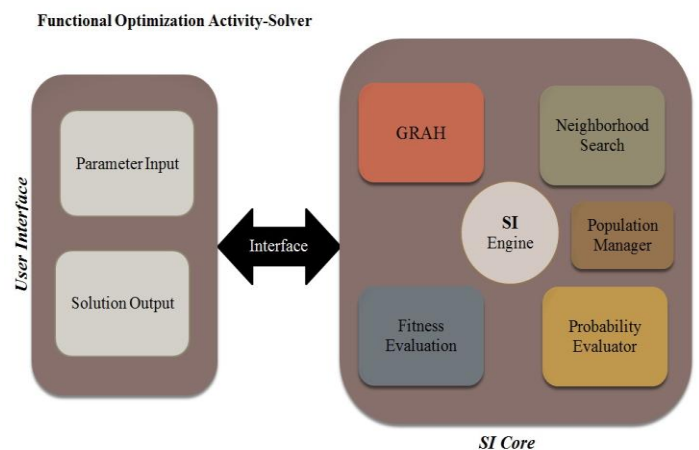 Functional Optimization Activity-Solver
User Interface
Parameter Input
Solution Output
Interface
GRAH
Neighborhood
Search
SI
Engine
Population
Manager
Fitness
Evaluation
Probability
Evaluator
SI Core